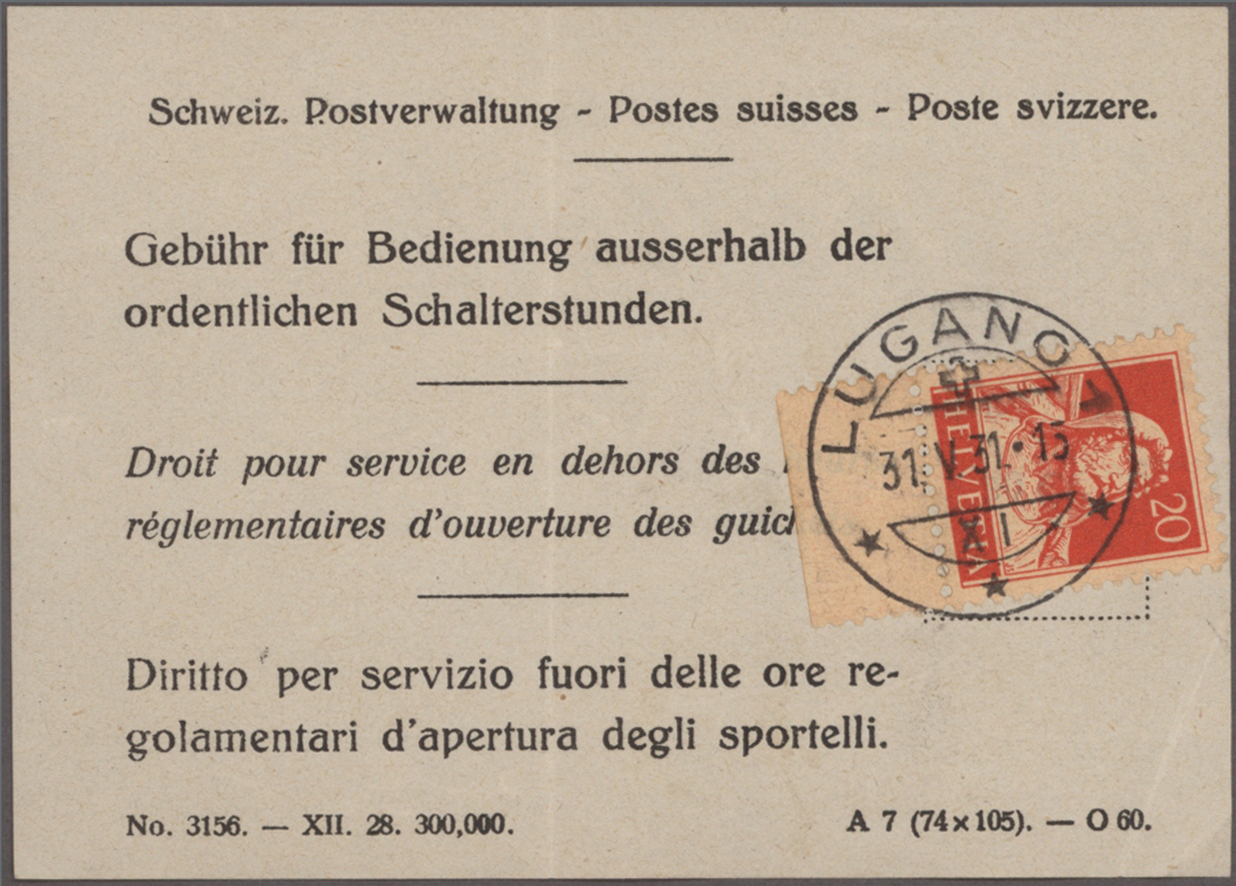 Schweiz. Postverwaltung - Postes suisses - Poste svizzere.
Gebühr für Bedienung ausserhalb der
ordentlichen Schalterstunden.
Droit pour service en dehors des
réglementaires d'ouverture des
Diritto per servizio fuori delle ore re-
golamentari d'apertura degli sportelli.
No. 3156. — XII. 28. 300,000.
A 7 (74×105). — O 60.
LUGANO 1
31. V. 31. - 15
XI
HELVETIA
20